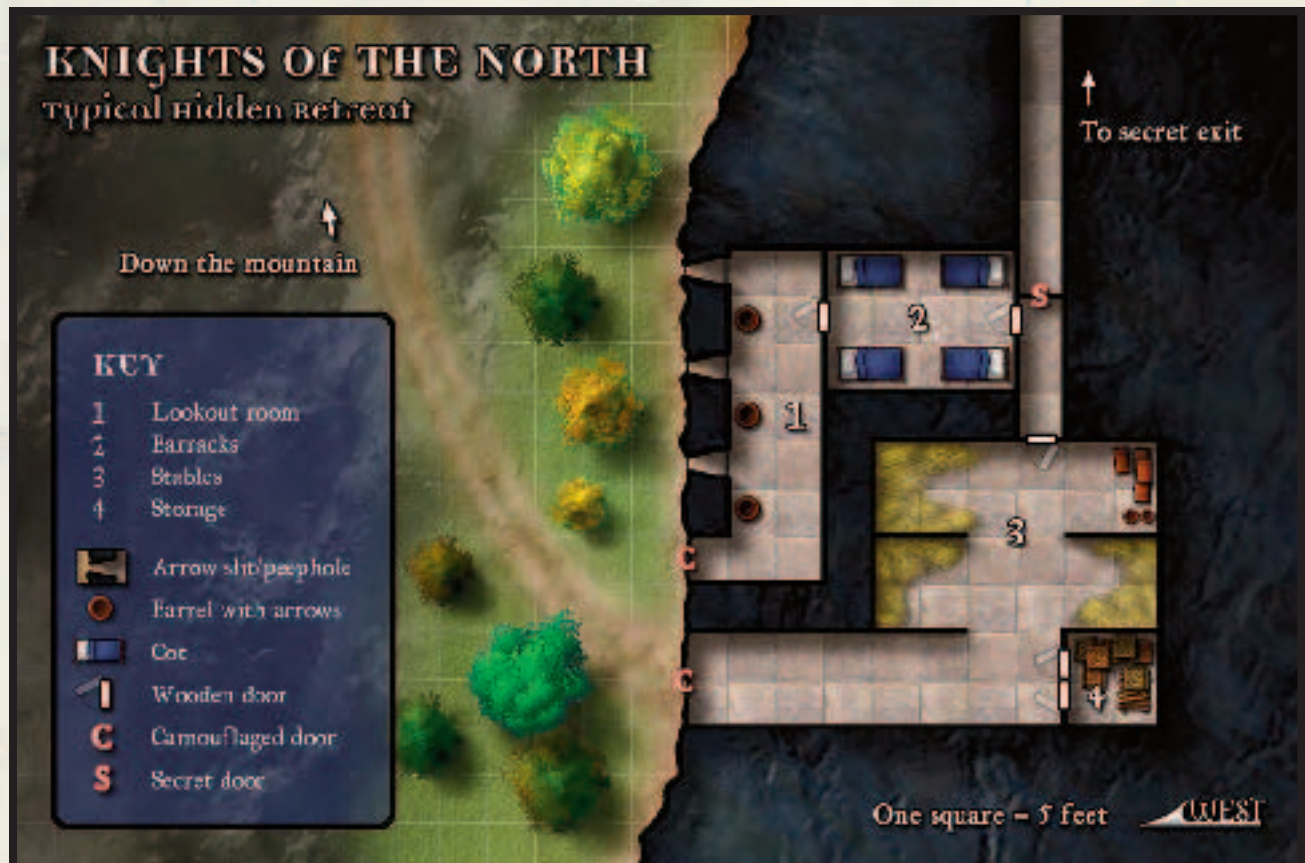 KNIGHTS OF THE NORTH
Typical Hidden Retreat
To secret exit
Down the mountain
KEY
1 Lookout room
2 Barracks
3 Stables
4 Storage
Arrow slit/peephole
Barrel with arrows
Cot
Wooden door
C Camouflaged door
S Secret door
S
2
1
3
C
C
4
One square = 5 feet
WEST